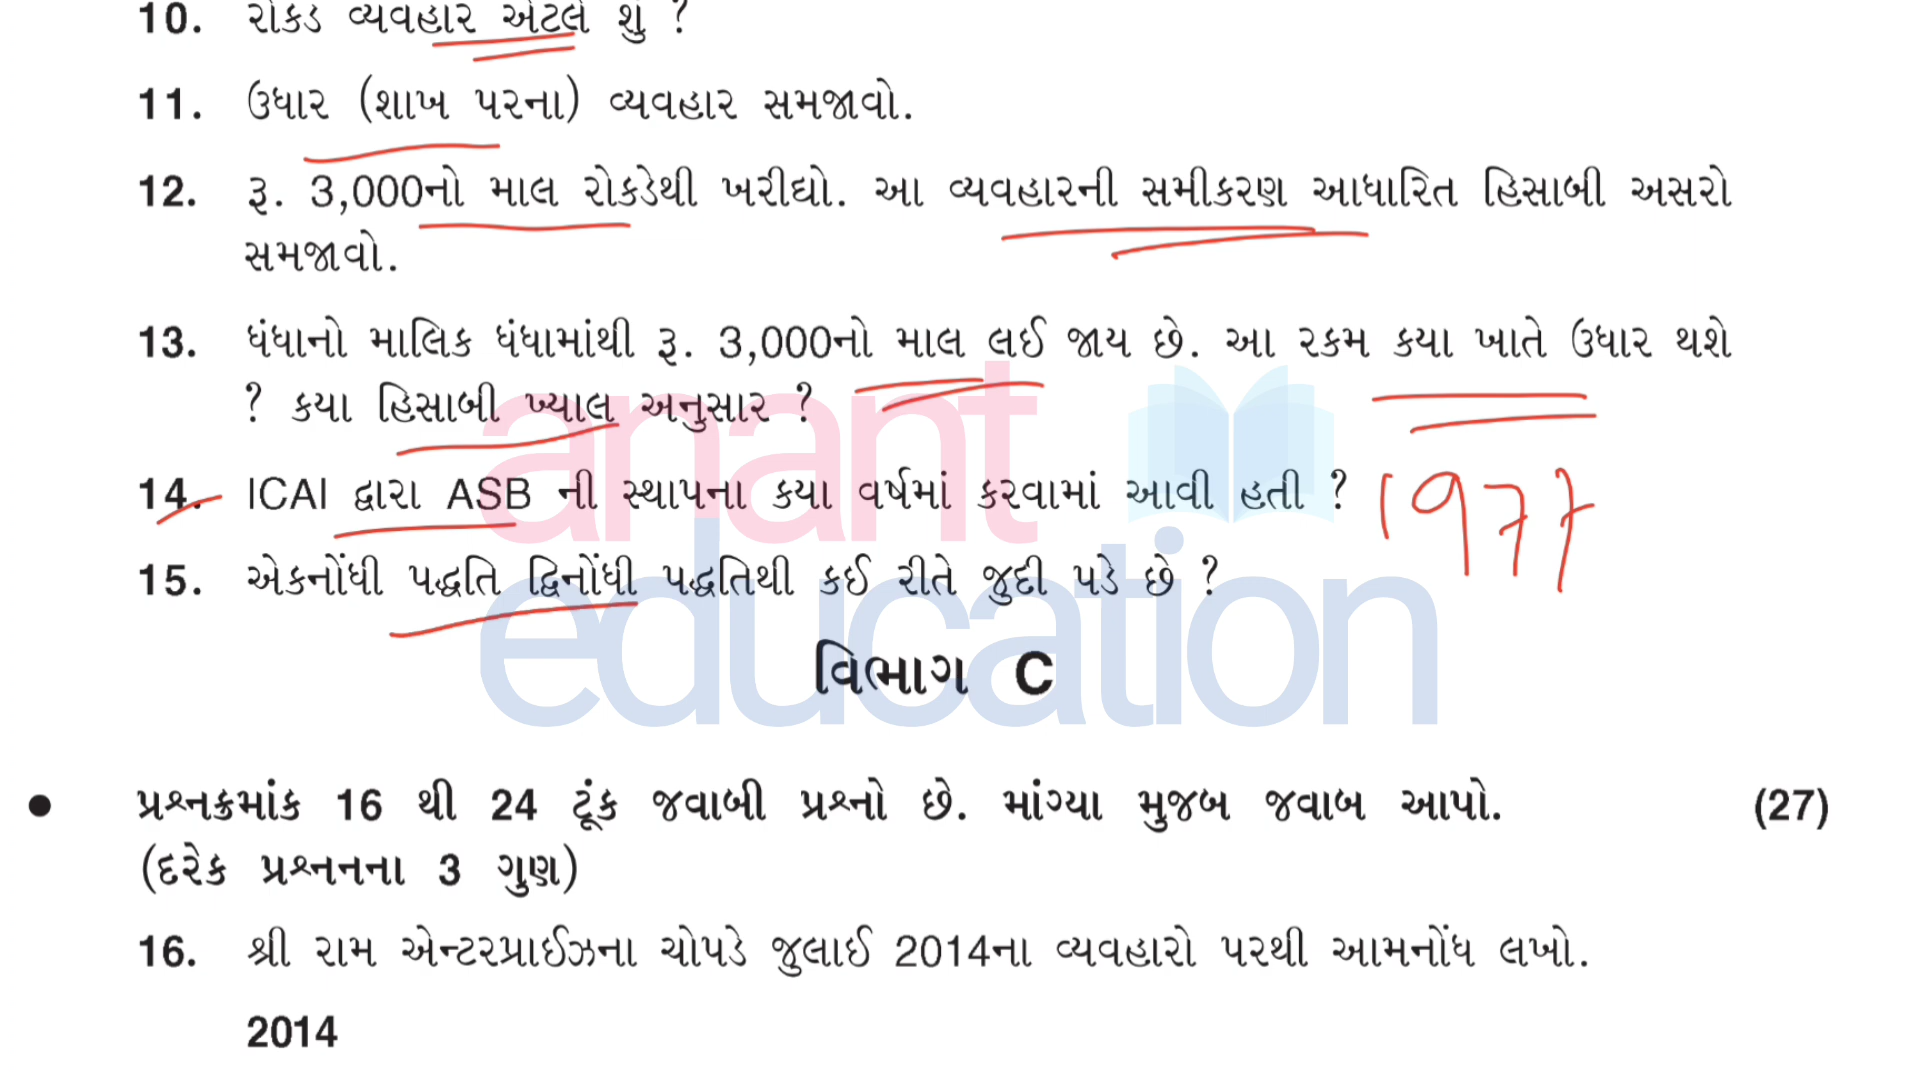 10. રોકડ વ્યવહાર એટલે શું ?
11. ઉધાર (શાખ પરના) વ્યવહાર સમજાવો.
12. રૂ. 3,000નો માલ રોકડેથી ખરીદ્યો. આ વ્યવહારની સમીકરણ આધારિત હિસાબી અસરો
સમજાવો.
13. ધંધાનો માલિક ધંધામાંથી રૂ. 3,000નો માલ લઈ જાય છે. આ રકમ કયા ખાતે ઉધાર થશે
? કયા હિસાબી ખ્યાલ અનુસાર ?
14. ICAI દ્વારા ASB ની સ્થાપના કયા વર્ષમાં કરવામાં આવી હતી ? 1977
15. એકનોંધી પદ્ધતિ દ્વિનોંધી પદ્ધતિથી કઈ રીતે જુદી પડે છે ?
anant
education
વિભાગ C
● પ્રશ્નક્રમાંક 16 થી 24 ટૂંક જવાબી પ્રશ્નો છે. માંગ્યા મુજબ જવાબ આપો. (27)
(દરેક પ્રશ્નનના 3 ગુણ)
16. શ્રી રામ એન્ટરપ્રાઈઝના ચોપડે જુલાઈ 2014ના વ્યવહારો પરથી આમનોંધ લખો.
2014